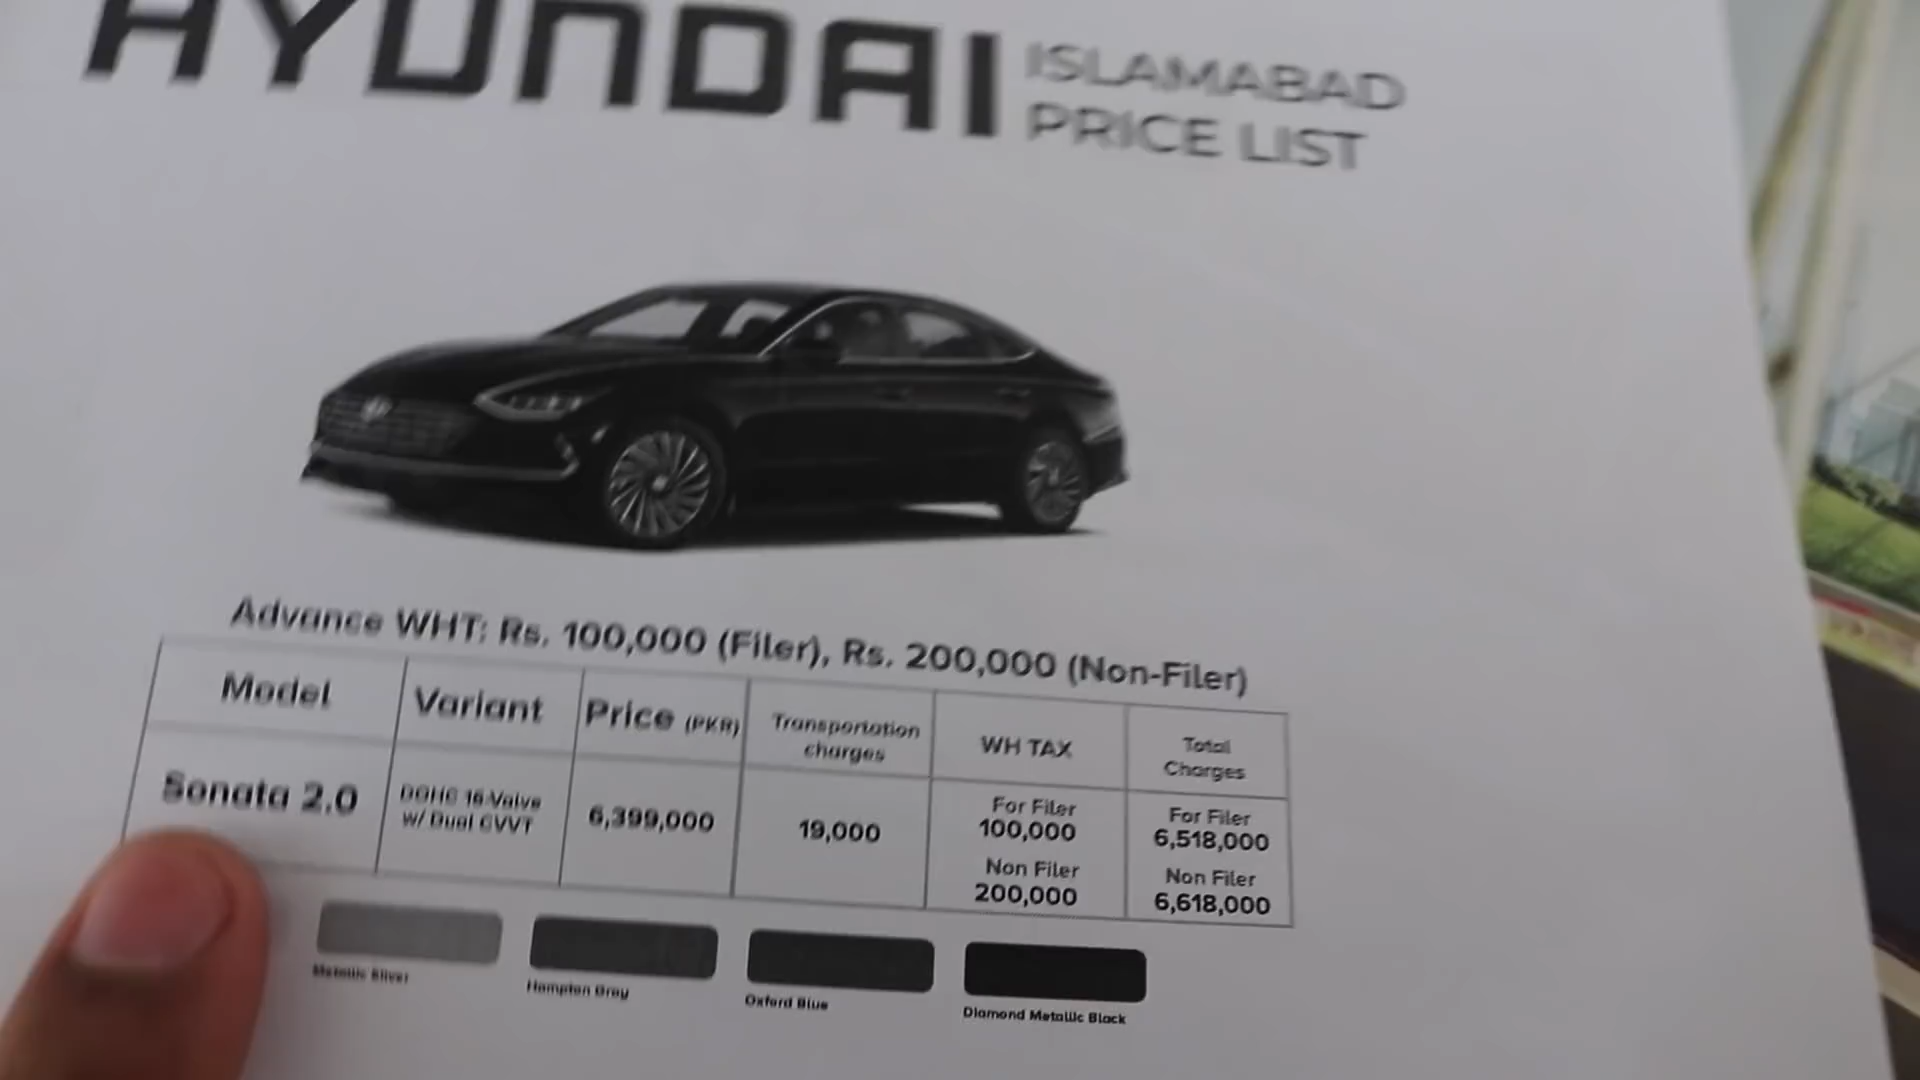 HYUNDAI ISLAMABAD
PRICE LIST
Advance WHT: Rs. 100,000 (Filer), Rs. 200,000 (Non-Filer)
Model Variant Price (PKR) Transportation charges WH TAX Total Charges
Sonata 2.0
DOHC 16-Valve
w/ Dual CVVT
6,399,000
19,000
For Filer
100,000
Non Filer
200,000
For Filer
6,518,000
Non Filer
6,618,000
Metallic Silver
Hampton Gray
Oxford Blue
Diamond Metallic Black